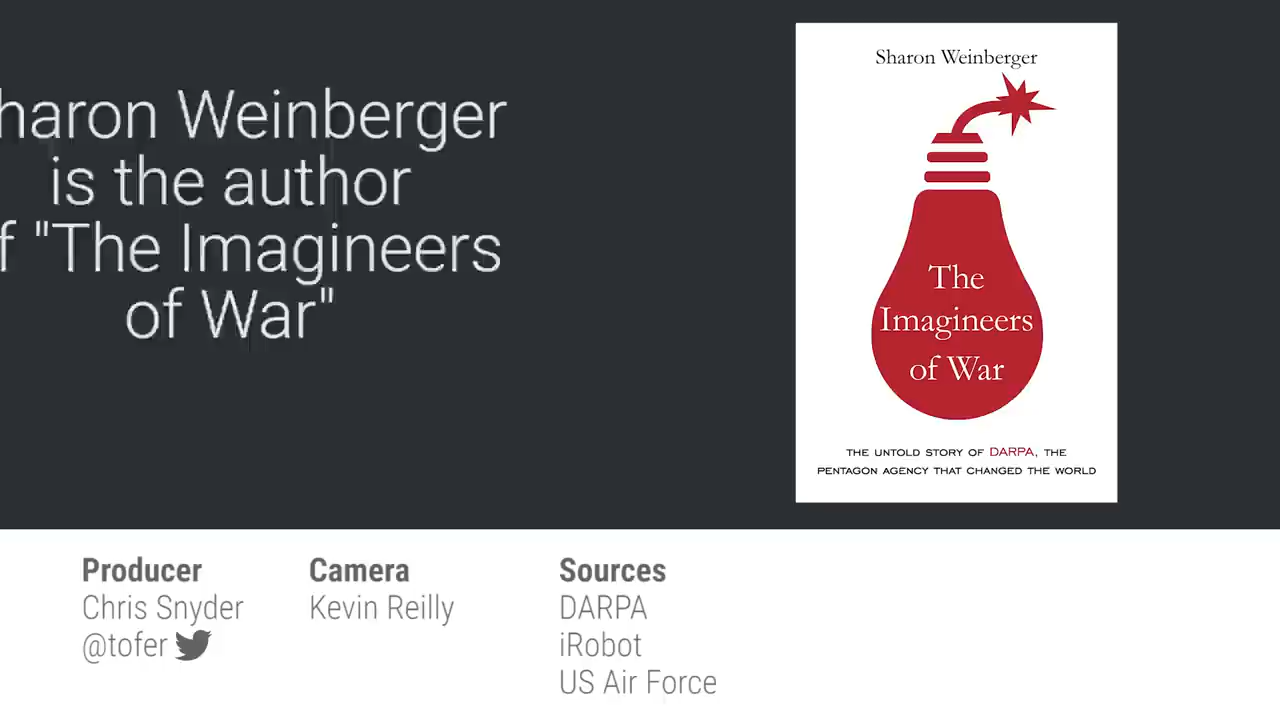 haron Weinberger
is the author
f "The Imagineers
of War"
Sharon Weinberger
The
Imagineers
of War
THE UNTOLD STORY OF DARPA, THE
PENTAGON AGENCY THAT CHANGED THE WORLD
Producer
Chris Snyder
@tofer
Camera
Kevin Reilly
Sources
DARPA
iRobot
US Air Force